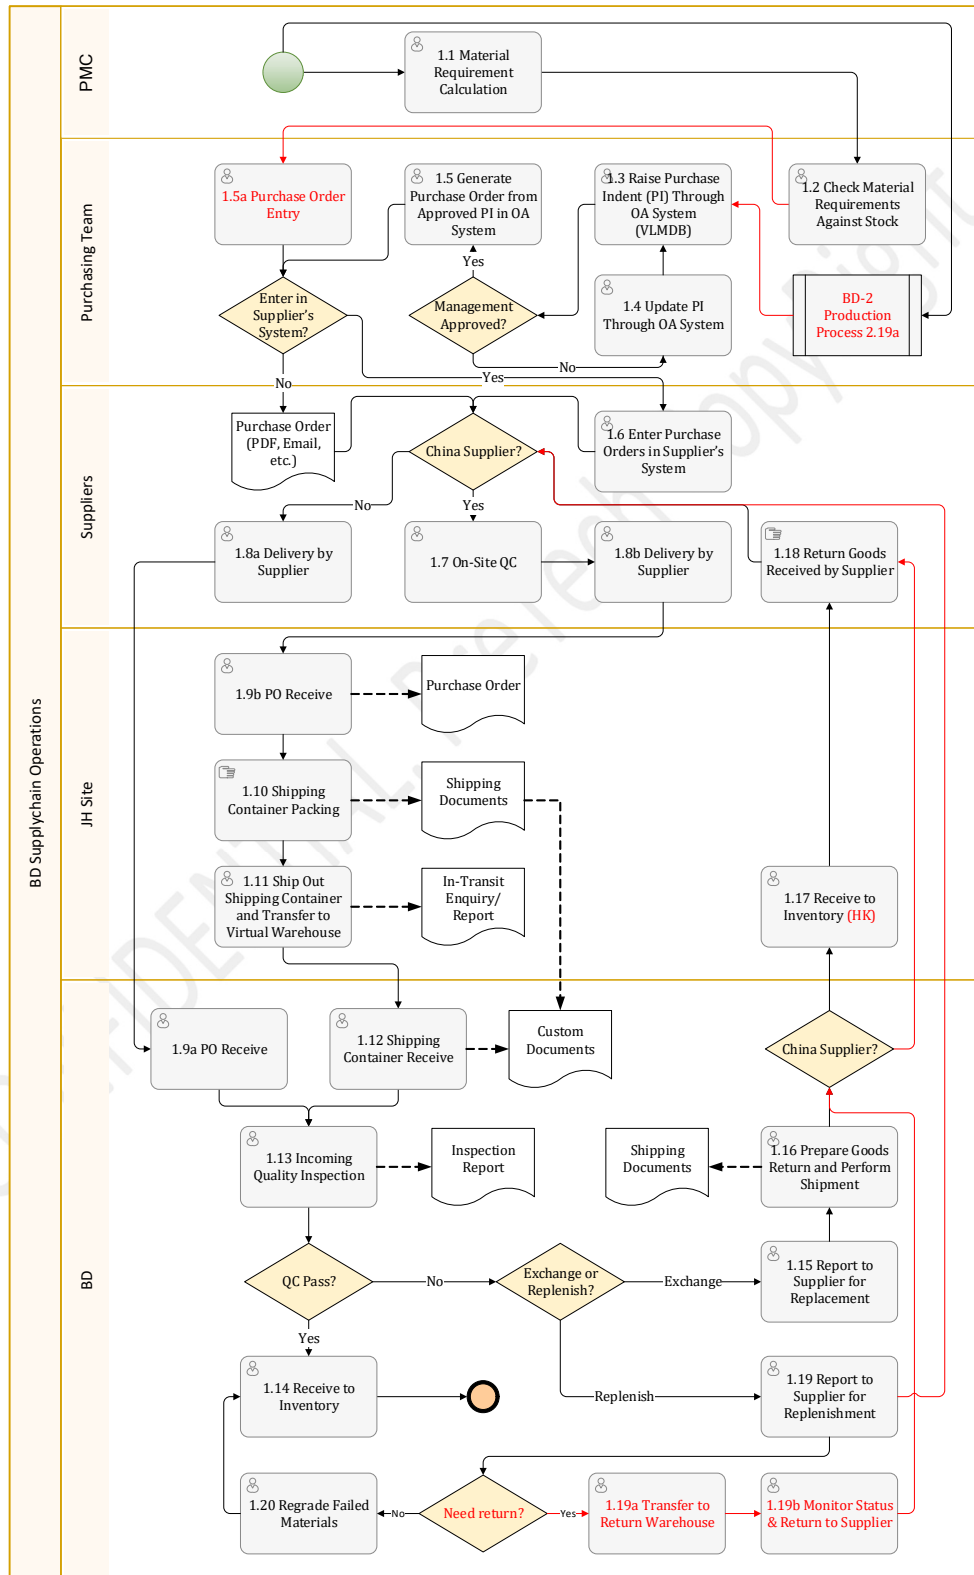 BD Supplychain Operations
PMC
1.1 Material
Requirement
Calculation
Purchasing Team
1.5a Purchase Order
Entry
1.5 Generate
Purchase Order from
Approved PI in OA
System
1.3 Raise Purchase
Indent (PI) Through
OA System
(VLMDB)
1.2 Check Material
Requirements
Against Stock
Yes
Enter in
Supplier's
System?
Management
Approved?
1.4 Update PI
Through OA System
BD-2
Production
Process 2.19a
No
No
Yes
Suppliers
Purchase Order
(PDF, Email,
etc.)
China Supplier?
1.6 Enter Purchase
Orders in Supplier's
System
No
Yes
1.8a Delivery by
Supplier
1.7 On-Site QC
1.8b Delivery by
Supplier
1.18 Return Goods
Received by Supplier
JH Site
1.9b PO Receive
Purchase Order
1.10 Shipping
Container Packing
Shipping
Documents
1.11 Ship Out
Shipping Container
and Transfer to
Virtual Warehouse
In-Transit
Enquiry/
Report
1.17 Receive to
Inventory (HK)
BD
1.9a PO Receive
1.12 Shipping
Container Receive
Custom
Documents
China Supplier?
1.13 Incoming
Quality Inspection
Inspection
Report
Shipping
Documents
1.16 Prepare Goods
Return and Perform
Shipment
QC Pass?
No
Exchange or
Replenish?
Exchange
1.15 Report to
Supplier for
Replacement
Yes
1.14 Receive to
Inventory
Replenish
1.19 Report to
Supplier for
Replenishment
1.20 Regrade Failed
Materials
No
Need return?
Yes
1.19a Transfer to
Return Warehouse
1.19b Monitor Status
& Return to Supplier